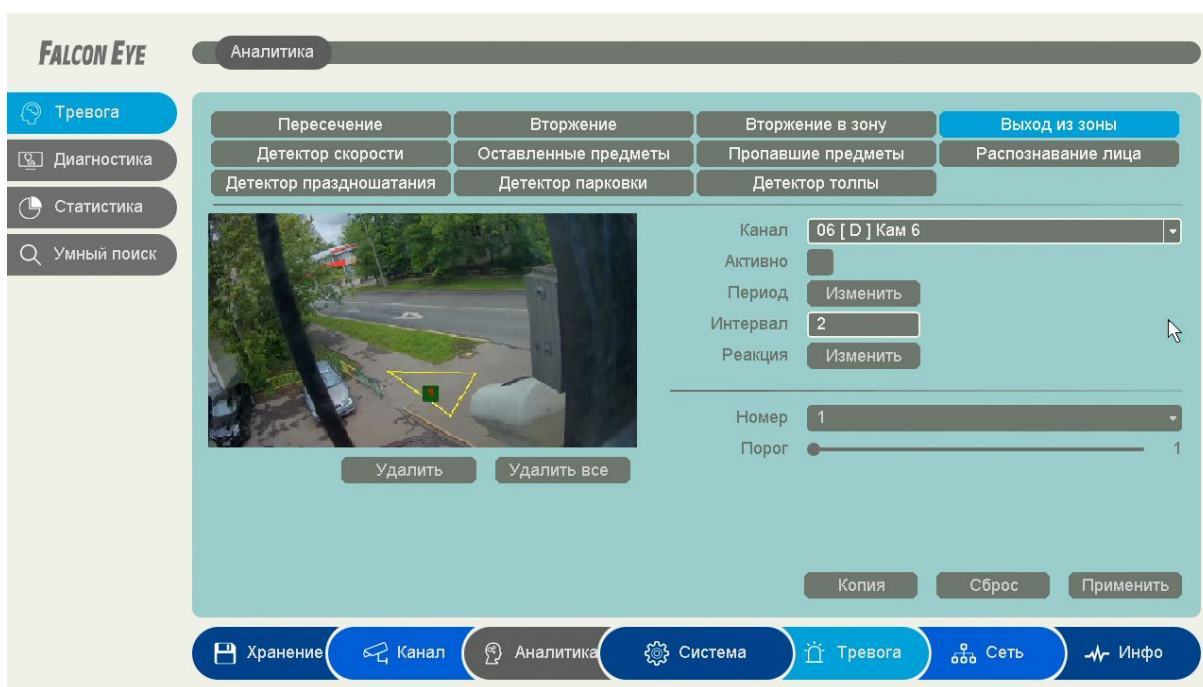 FALCON EYE
Аналитика
Тревога
Диагностика
Статистика
Умный поиск
Пересечение Вторжение Вторжение в зону Выход из зоны
Детектор скорости Оставленные предметы Пропавшие предметы Распознавание лица
Детектор праздношатания Детектор парковки Детектор толпы
Канал 06 [ D ] Кам 6
Активно
Период Изменить
Интервал 2
Реакция Изменить
Номер 1
Порог 1
1
Удалить Удалить все
Копия Сброс Применить
Хранение Канал Аналитика Система Тревога Сеть Инфо